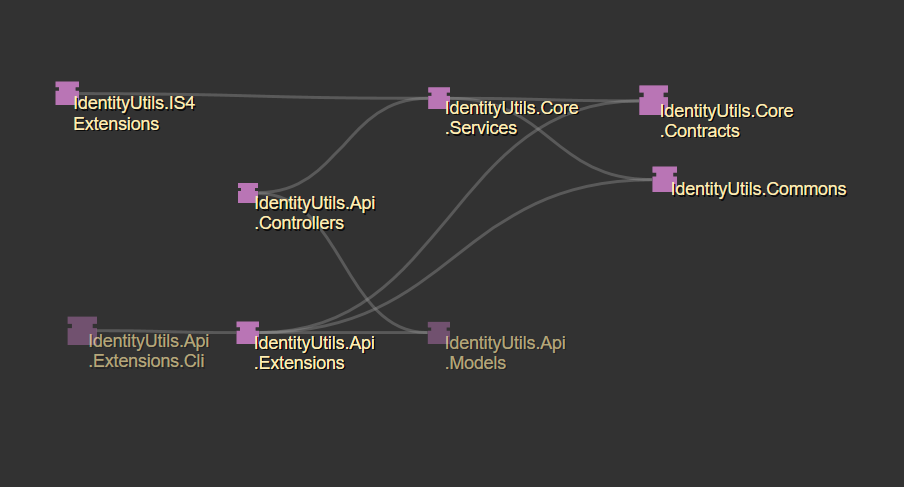 IdentityUtils.IS4
Extensions
IdentityUtils.Core
.Services
IdentityUtils.Core
.Contracts
IdentityUtils.Commons
IdentityUtils.Api
.Controllers
IdentityUtils.Api
.Extensions.Cli
IdentityUtils.Api
.Extensions
IdentityUtils.Api
.Models